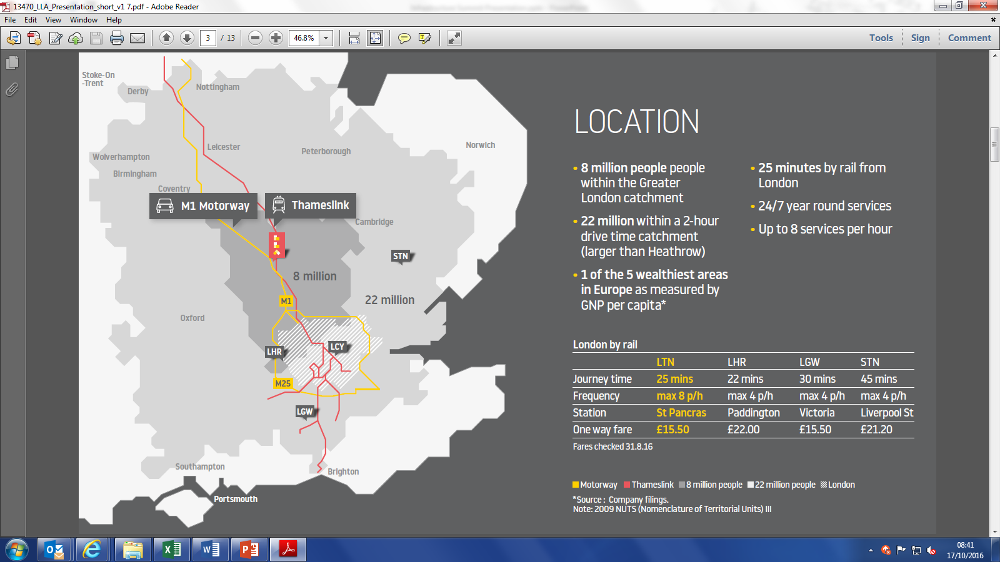 13470_LLA_Presentation_short_v1 7.pdf - Adobe Reader
File Edit View Window Help
3 / 13 46.8% Tools Sign Comment
Stoke-On
-Trent
Derby
Nottingham
Leicester
Peterborough
Norwich
Wolverhampton
Birmingham
Coventry
M1 Motorway
Thameslink
Cambridge
STN
8 million
22 million
M1
Oxford
LCY
LHR
M25
LGW
Southampton
Brighton
Portsmouth
LOCATION
• 8 million people people
within the Greater
London catchment
• 22 million within a 2-hour
drive time catchment
(larger than Heathrow)
• 1 of the 5 wealthiest areas
in Europe as measured by
GNP per capita*
• 25 minutes by rail from
London
• 24/7 year round services
• Up to 8 services per hour
London by rail
LTN LHR LGW STN
Journey time 25 mins 22 mins 30 mins 45 mins
Frequency max 8 p/h max 4 p/h max 4 p/h max 4 p/h
Station St Pancras Paddington Victoria Liverpool St
One way fare £15.50 £22.00 £15.50 £21.20
Fares checked 31.8.16
Motorway Thameslink 8 million people 22 million people London
*Source : Company filings.
Note: 2009 NUTS (Nomenclature of Territorial Units) III
08:41
17/10/2016